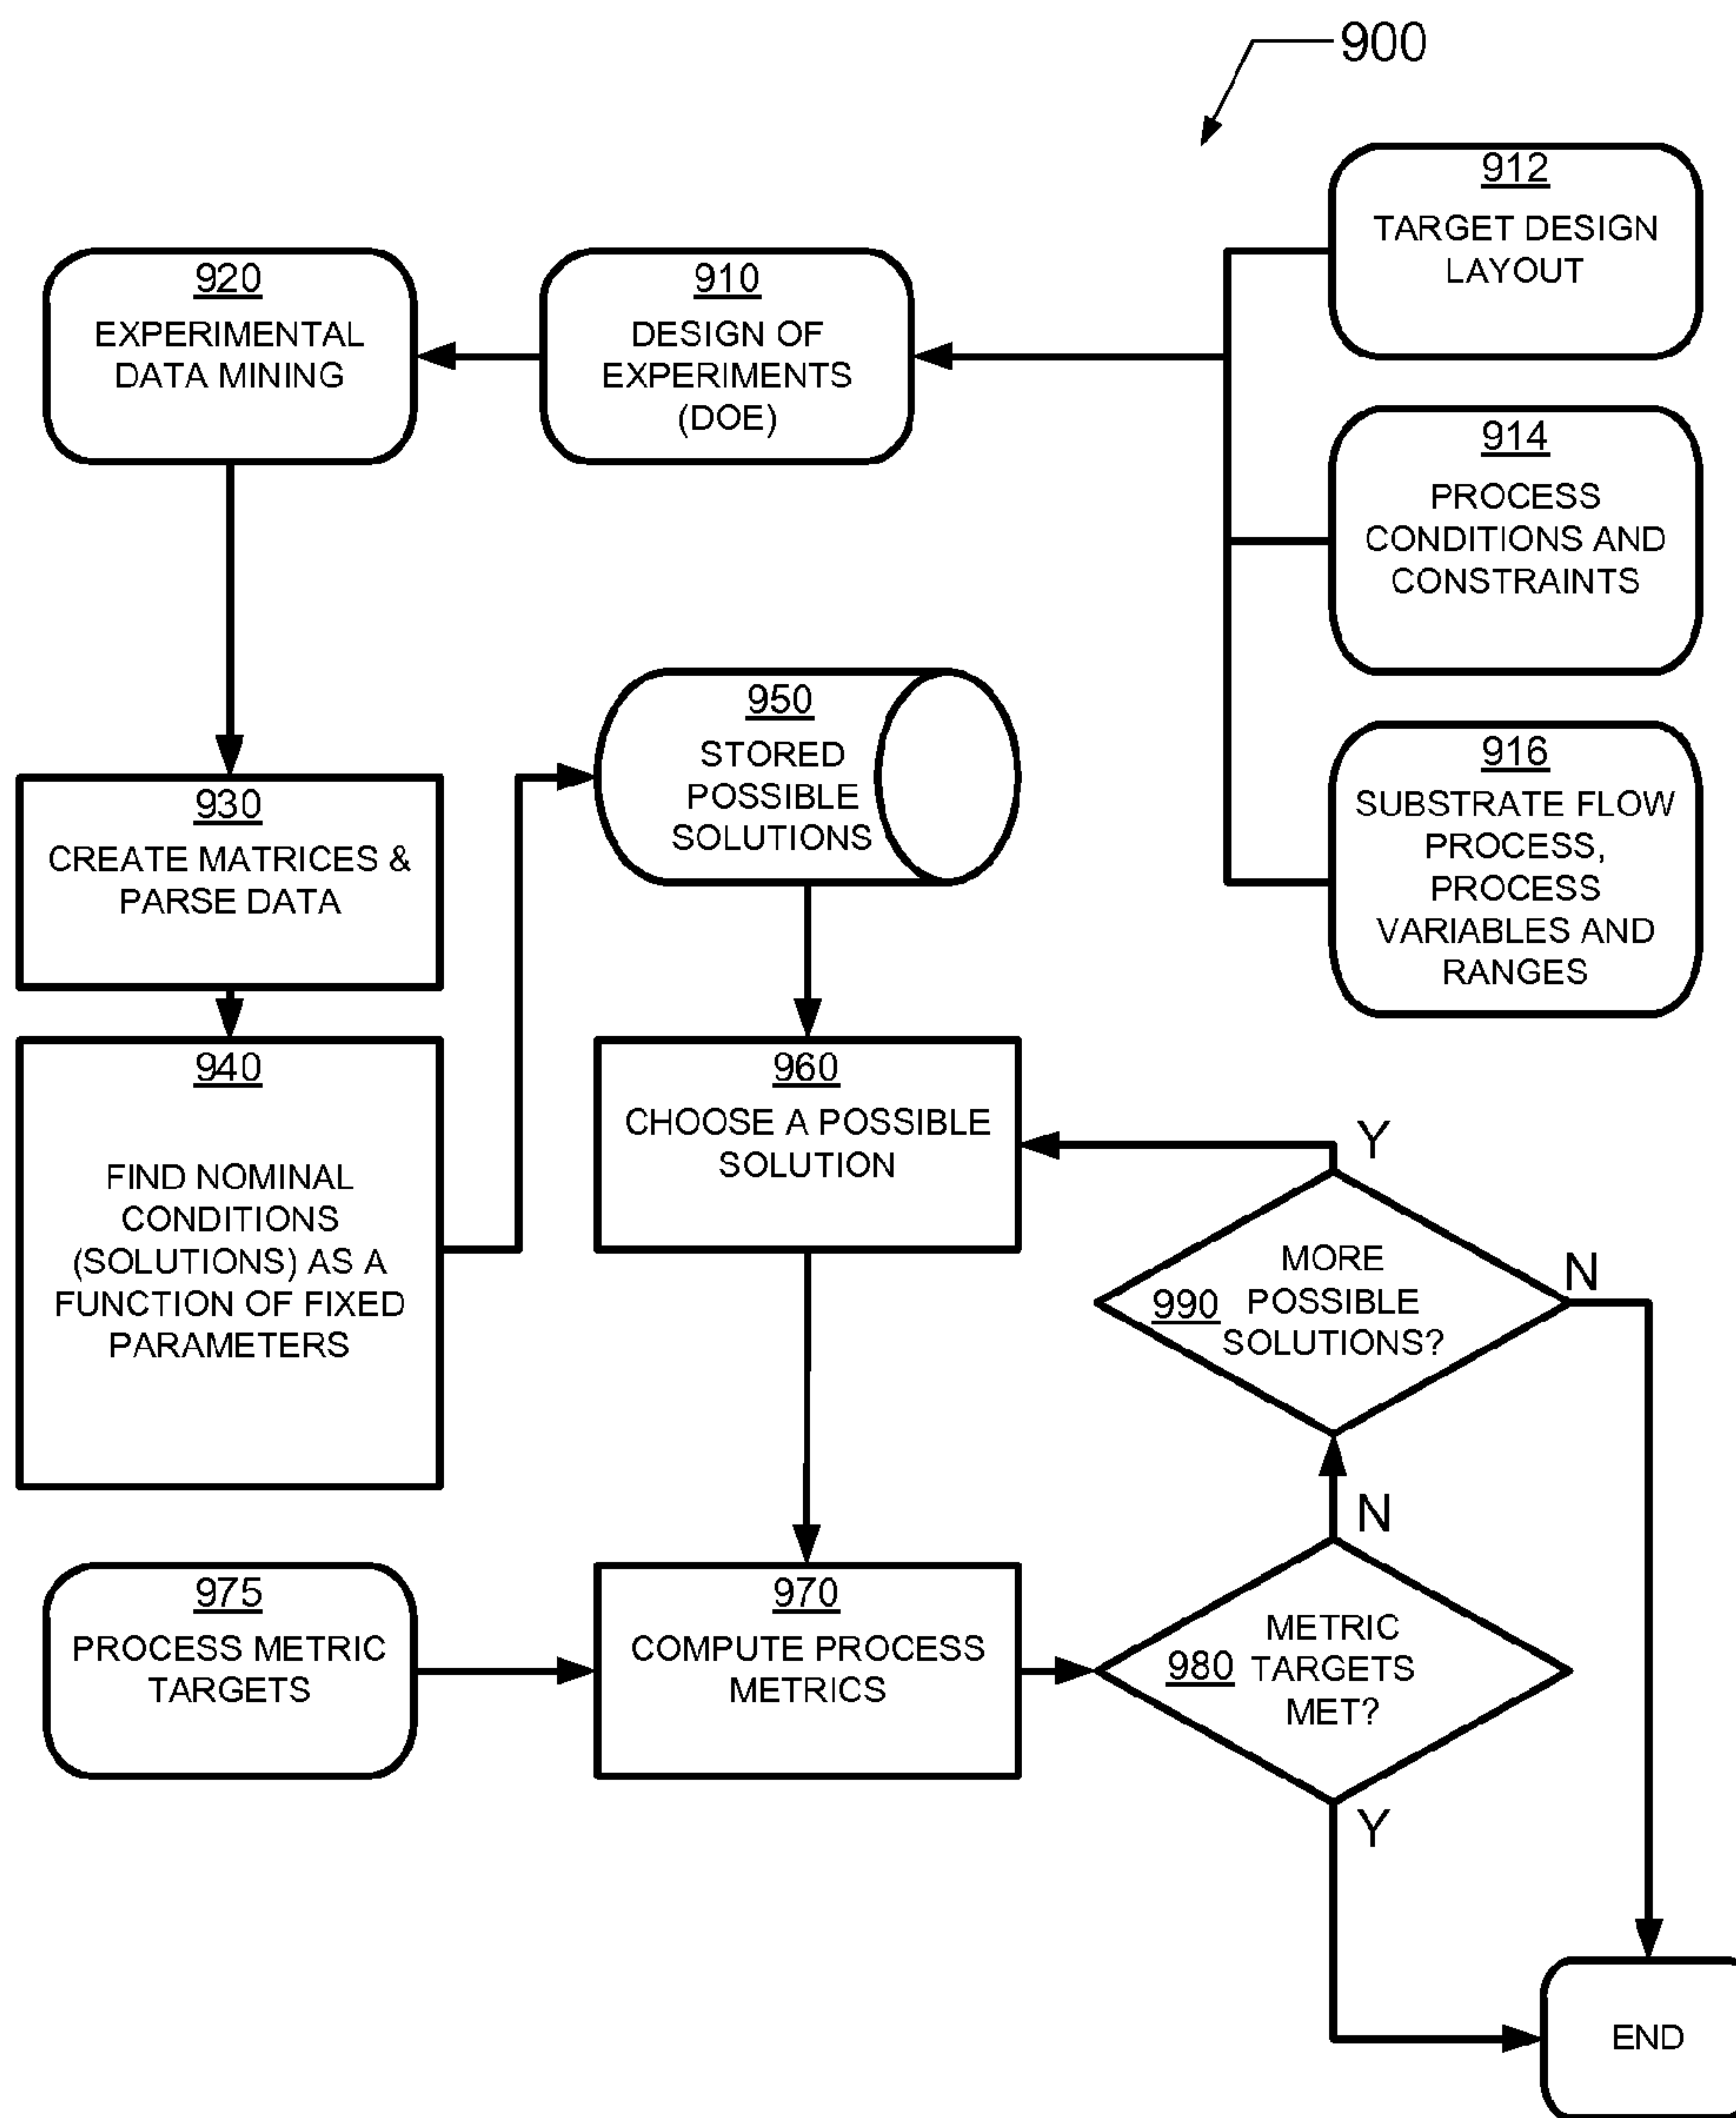 900
912
TARGET DESIGN
LAYOUT
920
EXPERIMENTAL
DATA MINING
910
DESIGN OF
EXPERIMENTS
(DOE)
914
PROCESS
CONDITIONS AND
CONSTRAINTS
916
SUBSTRATE FLOW
PROCESS,
PROCESS
VARIABLES AND
RANGES
930
CREATE MATRICES &
PARSE DATA
940
FIND NOMINAL
CONDITIONS
(SOLUTIONS) AS A
FUNCTION OF FIXED
PARAMETERS
950
STORED
POSSIBLE
SOLUTIONS
960
CHOOSE A POSSIBLE
SOLUTION
Y
990
MORE
POSSIBLE
SOLUTIONS?
N
N
975
PROCESS METRIC
TARGETS
970
COMPUTE PROCESS
METRICS
980
METRIC
TARGETS
MET?
Y
END